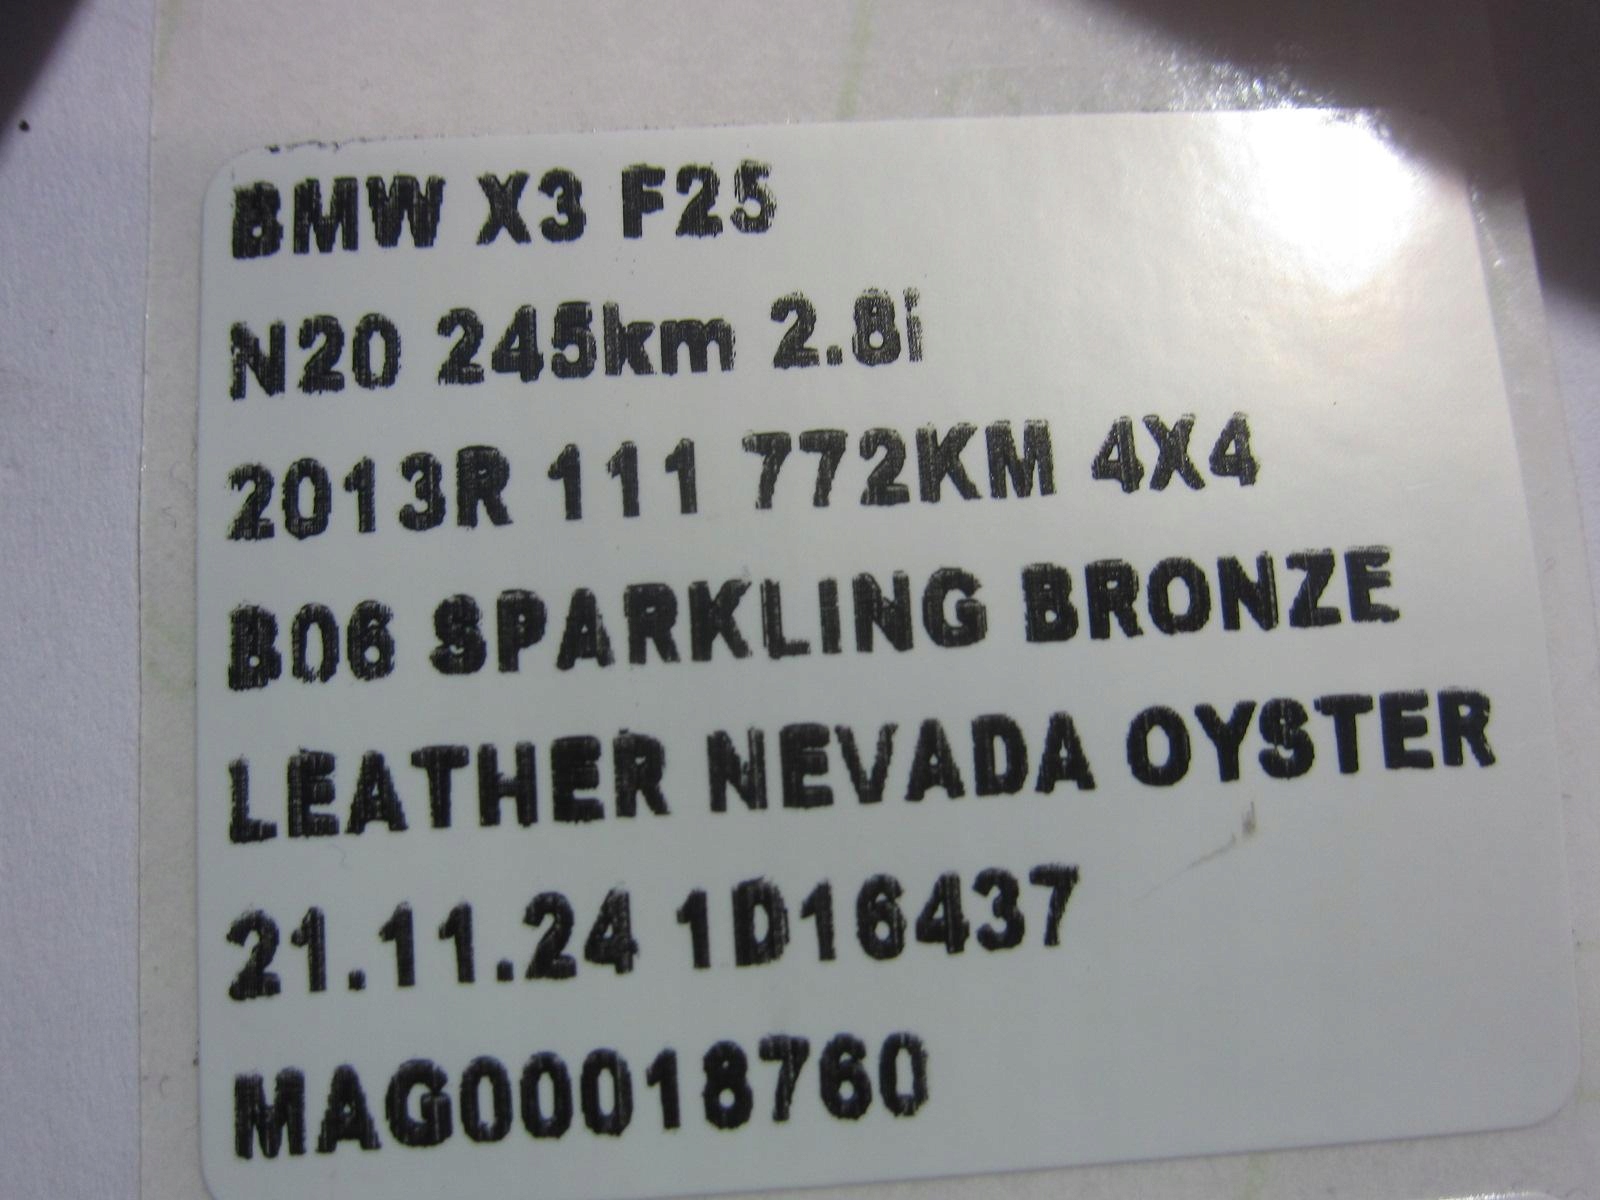 BMW X3 F25
N20 245km 2.8i
2013R 111 772KM 4X4
B06 SPARKLING BRONZE
LEATHER NEVADA OYSTER
21.11.24 1D16437
MAG00018760